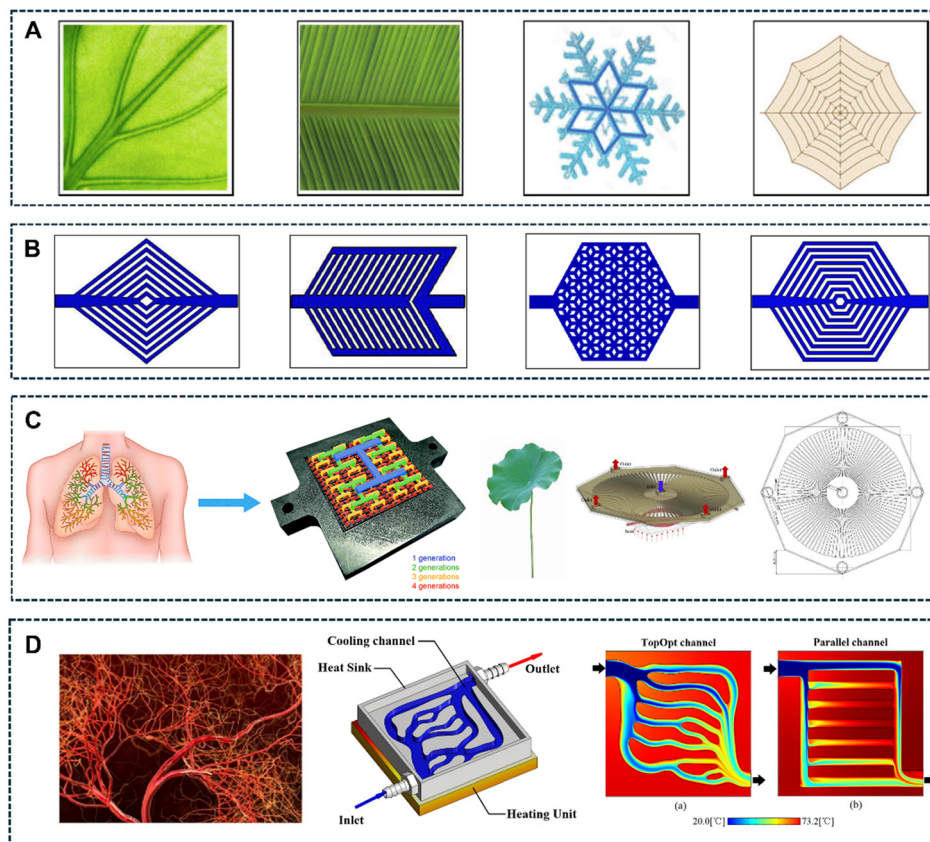 A
B
C
1 generation
2 generations
3 generations
4 generations
Outlet
Outlet
D
Cooling channel
Heat Sink
Outlet
Inlet
Heating Unit
TopOpt channel
Parallel channel
(a)
(b)
20.0[°C]
73.2[°C]